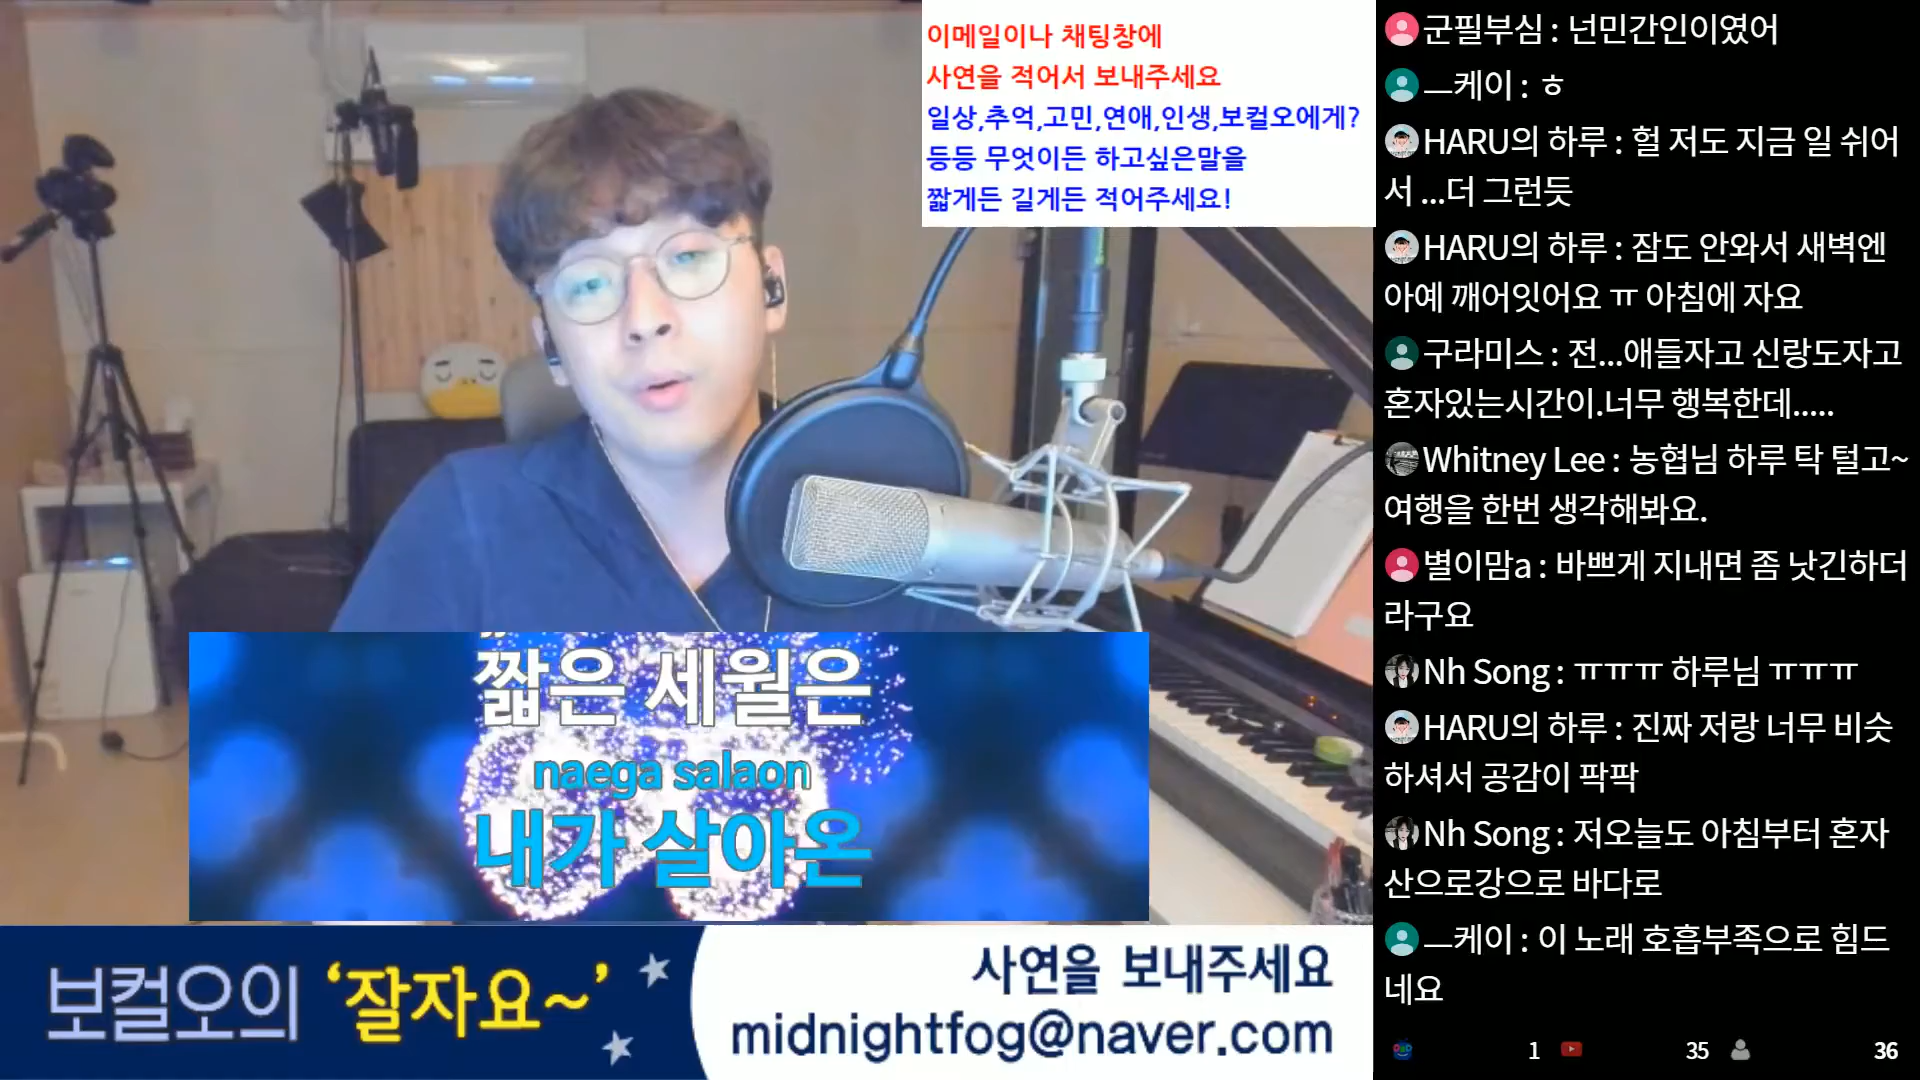 이메일이나 채팅창에
사연을 적어서 보내주세요
일상,추억,고민,연애,인생,보컬오에게?
등등 무엇이든 하고싶은말을
짧게든 길게든 적어주세요!
짧은 세월은
naega salaon
내가 살아온
보컬오의 ‘잘자요~’
사연을 보내주세요
midnightfog@naver.com
군필부심 : 넌민간인이였어
ㅡ케이 : ㅎ
HARU의 하루 : 헐 저도 지금 일 쉬어
서 ...더 그런듯
HARU의 하루 : 잠도 안와서 새벽엔
아예 깨어잇어요 ㅠ 아침에 자요
구라미스 : 전...애들자고 신랑도자고
혼자있는시간이.너무 행복한데.....
Whitney Lee : 농협님 하루 탁 털고~
여행을 한번 생각해봐요.
별이맘a : 바쁘게 지내면 좀 낫긴하더
라구요
Nh Song : ㅠㅠㅠ 하루님 ㅠㅠㅠ
HARU의 하루 : 진짜 저랑 너무 비슷
하셔서 공감이 팍팍
Nh Song : 저오늘도 아침부터 혼자
산으로강으로 바다로
ㅡ케이 : 이 노래 호흡부족으로 힘드
네요
1 35 36